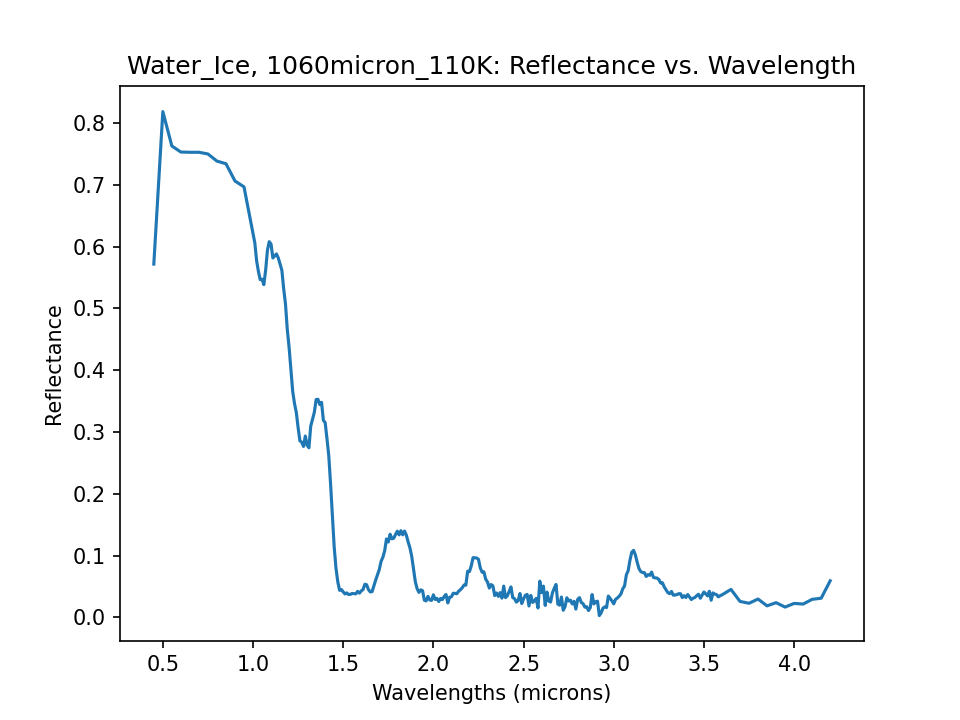 Water_Ice, 1060micron_110K: Reflectance vs. Wavelength
0.8
0.7
0.6
0.5
0.4
0.3
0.2
0.1
0.0
Reflectance
0.5 1.0 1.5 2.0 2.5 3.0 3.5 4.0
Wavelengths (microns)